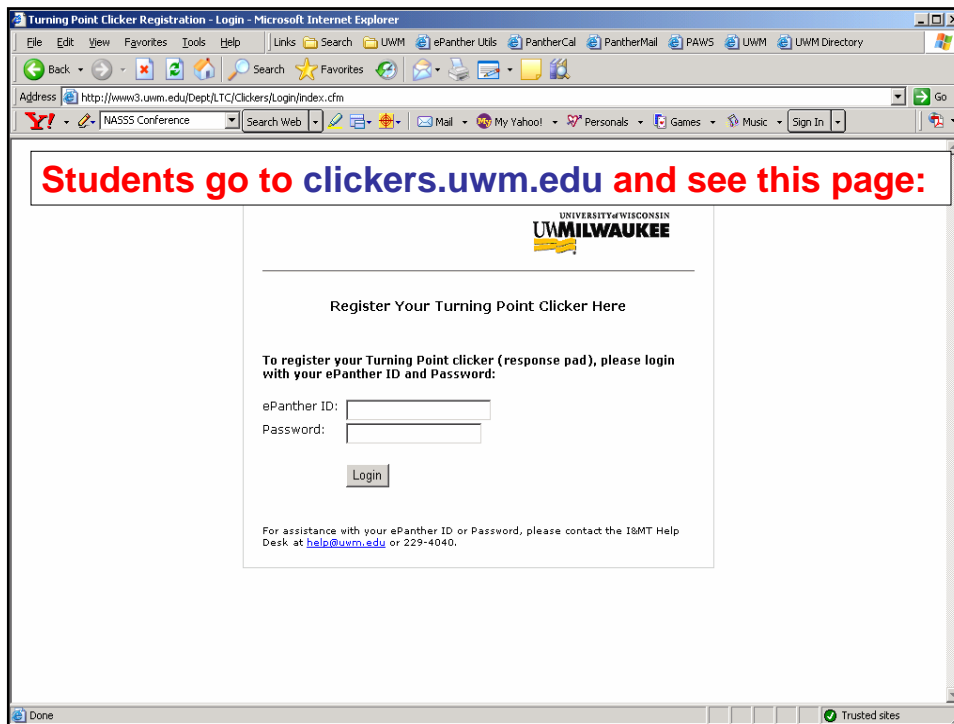 Turning Point Clicker Registration - Login - Microsoft Internet Explorer
File Edit View Favorites Tools Help Links Search UWM ePanther Utils PantherCal PantherMail PAWS UWM UWM Directory
Back Search Favorites
Address http://www3.uwm.edu/Dept/LTC/Clickers/Login/index.cfm Go
Y! NASSS Conference Search Web Mail My Yahoo! Personals Games Music Sign In
Students go to clickers.uwm.edu and see this page:
UNIVERSITY of WISCONSIN
UWMILWAUKEE
Register Your Turning Point Clicker Here
To register your Turning Point clicker (response pad), please login
with your ePanther ID and Password:
ePanther ID:
Password:
Login
For assistance with your ePanther ID or Password, please contact the I&MT Help
Desk at help@uwm.edu or 229-4040.
Done Trusted sites